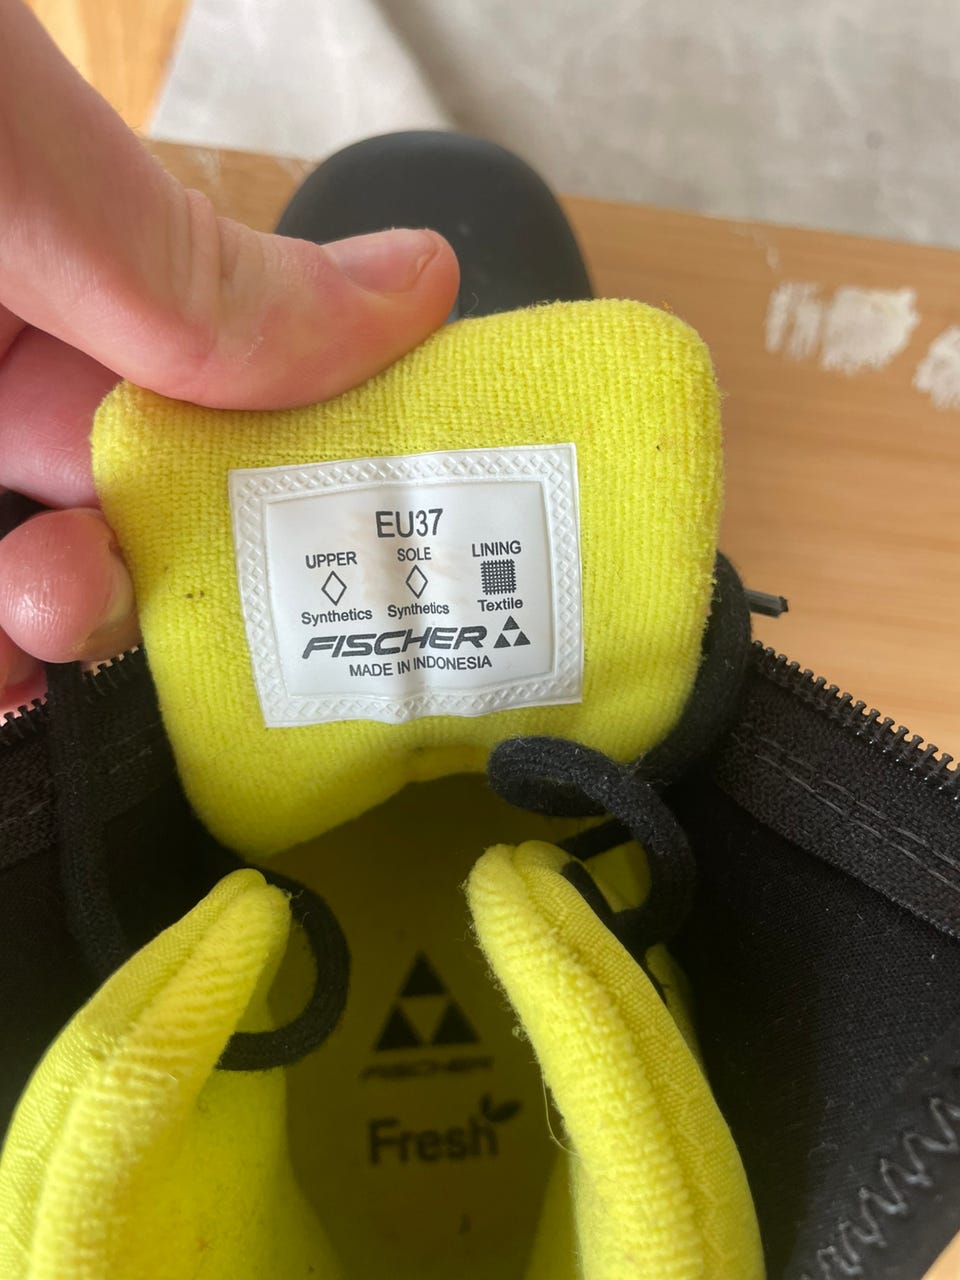 EU37
UPPER SOLE LINING
Synthetics Synthetics Textile
FISCHER
MADE IN INDONESIA
FISCHER
Fresh